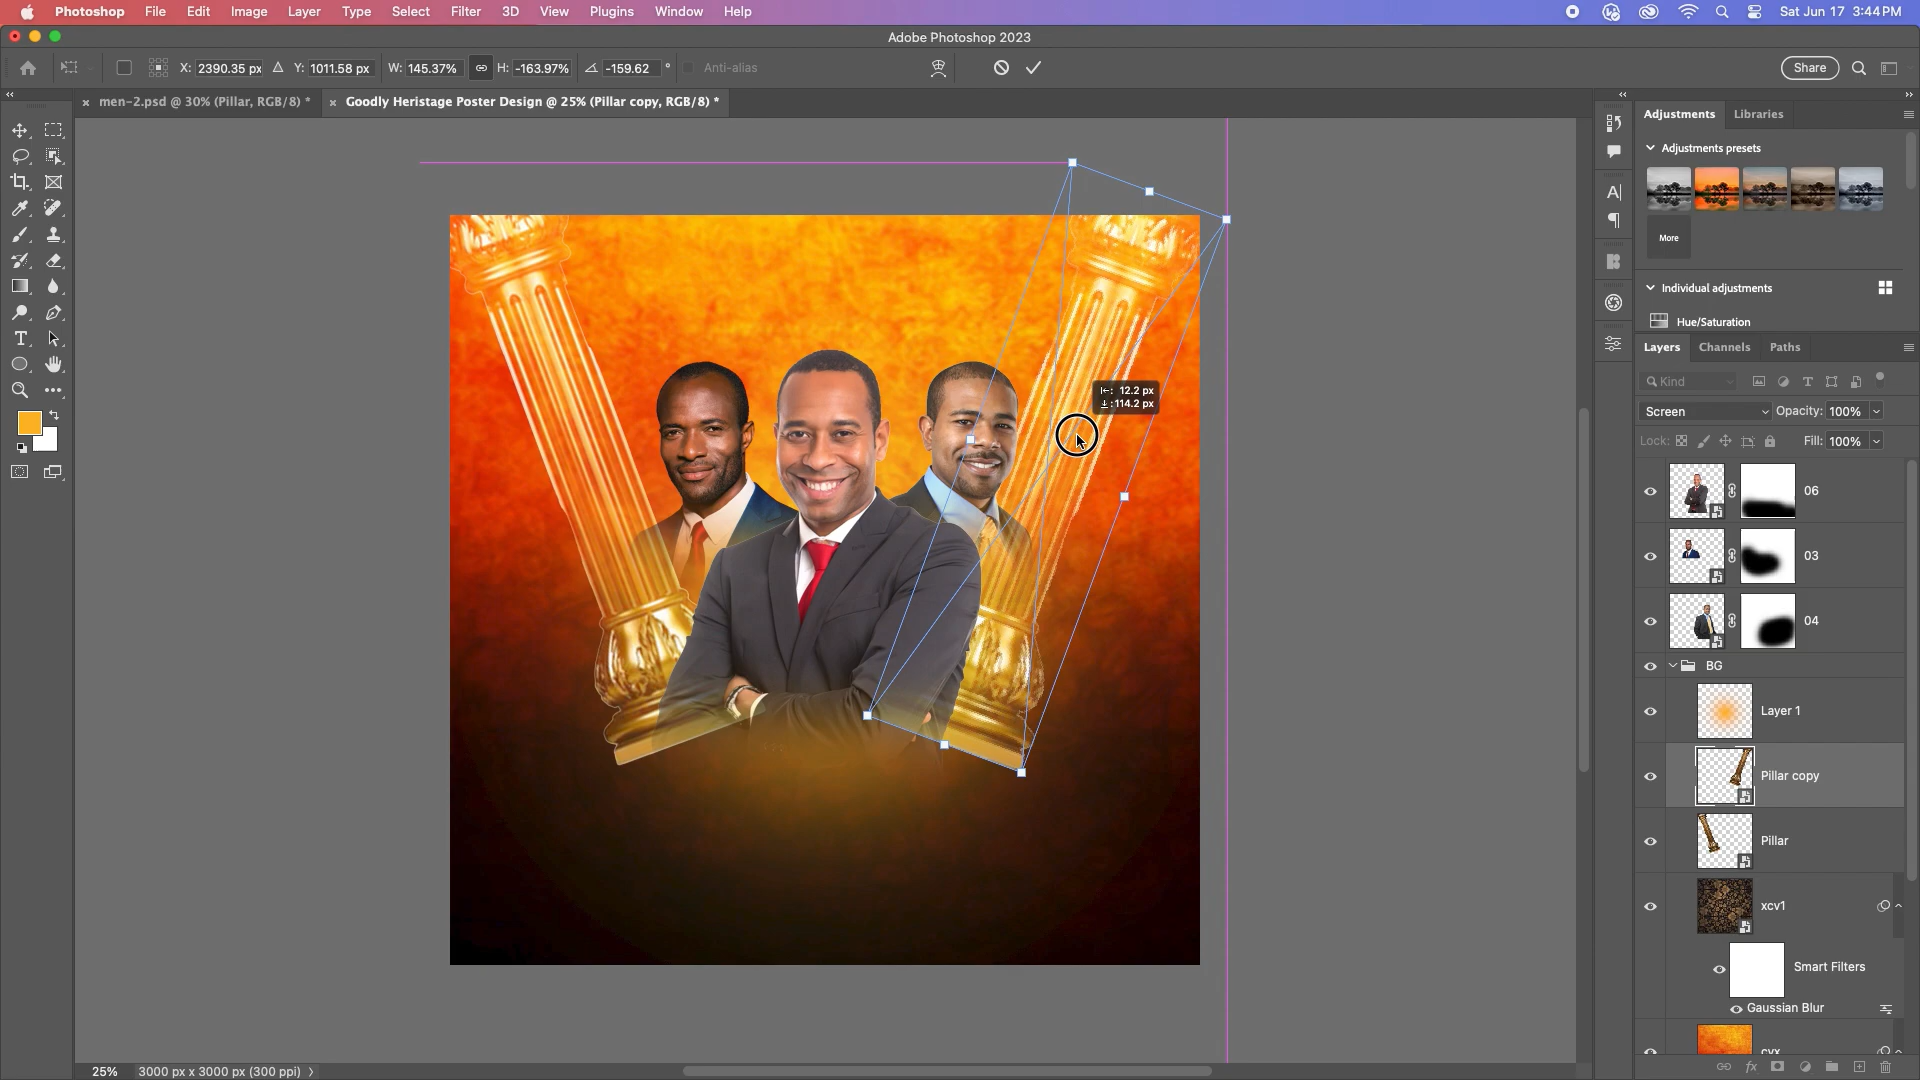 Photoshop File Edit Image Layer Type Select Filter 3D View Plugins Window Help Sat Jun 17 3:44 PM
Adobe Photoshop 2023
X: 2390.35 px Y: 1011.58 px W: 145.37% H: -163.97% -159.62 ° Anti-alias Share
men-2.psd @ 30% (Pillar, RGB/8) * Goodly Heristage Poster Design @ 25% (Pillar copy, RGB/8) *
Adjustments Libraries
Adjustments presets
More
Individual adjustments
Hue/Saturation
Layers Channels Paths
Kind
Screen Opacity: 100%
Lock: Fill: 100%
06
03
04
BG
Layer 1
Pillar copy
Pillar
xcv1
Smart Filters
Gaussian Blur
cvx
12.2 px
114.2 px
25% 3000 px x 3000 px (300 ppi)